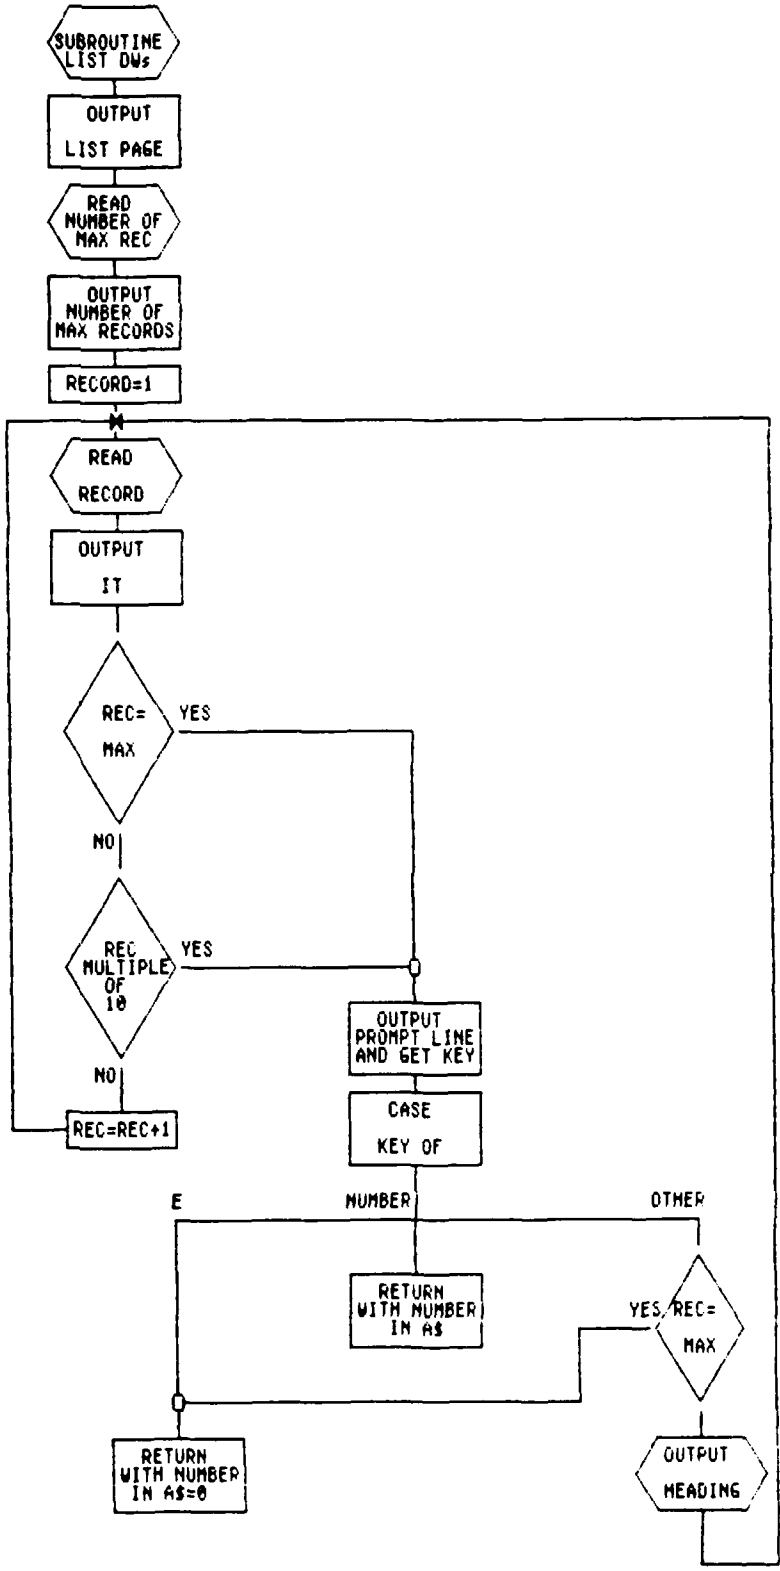 SUBROUTINE
LIST DWs
OUTPUT
LIST PAGE
READ
NUMBER OF
MAX REC
OUTPUT
NUMBER OF
MAX RECORDS
RECORD=1
READ
RECORD
OUTPUT
IT
REC=
MAX
YES
NO
REC
MULTIPLE
OF
10
YES
NO
REC=REC+1
OUTPUT
PROMPT LINE
AND GET KEY
CASE
KEY OF
E
NUMBER
OTHER
RETURN
WITH NUMBER
IN A$
YES
REC=
MAX
RETURN
WITH NUMBER
IN A$=0
OUTPUT
HEADING